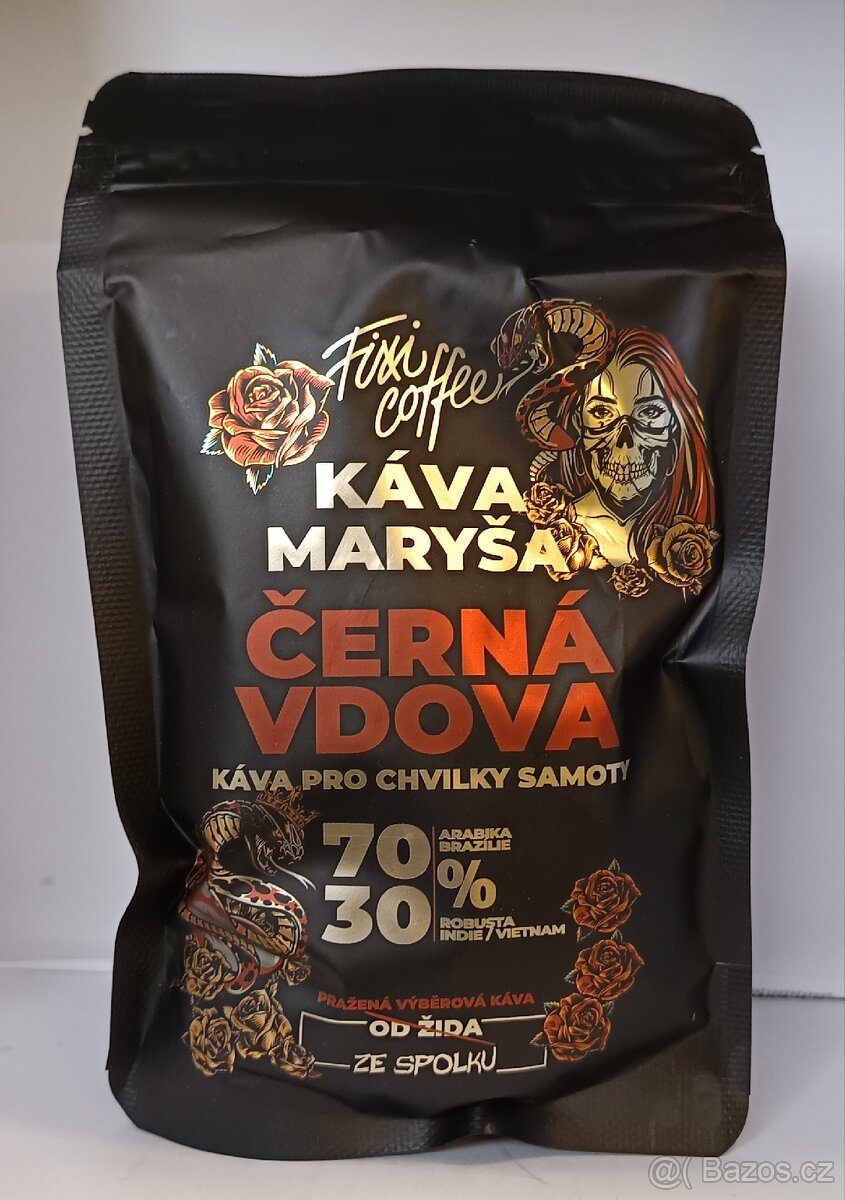 Fixi
coffee
KÁVA
MARYŠA
ČERNÁ
VDOVA
KÁVA PRO CHVILKY SAMOTY
70
ARABIKA
BRAZÍLIE
%
30
ROBUSTA
INDIE / VIETNAM
PRAŽENÁ VÝBĚROVÁ KÁVA
OD ŽIDA
ZE SPOLKU
@( Bazos.cz